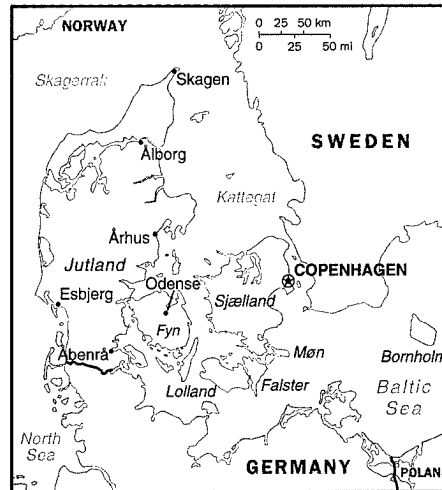 NORWAY
0 25 50 km
0 25 50 mi
Skagerrak
Skagen
SWEDEN
Ålborg
Kattegat
Århus
Jutland
Odense
COPENHAGEN
Esbjerg
Sjælland
Fyn
Åbenrå
Møn
Bornholm
Lolland
Falster
Baltic
Sea
North
Sea
GERMANY
POLAN